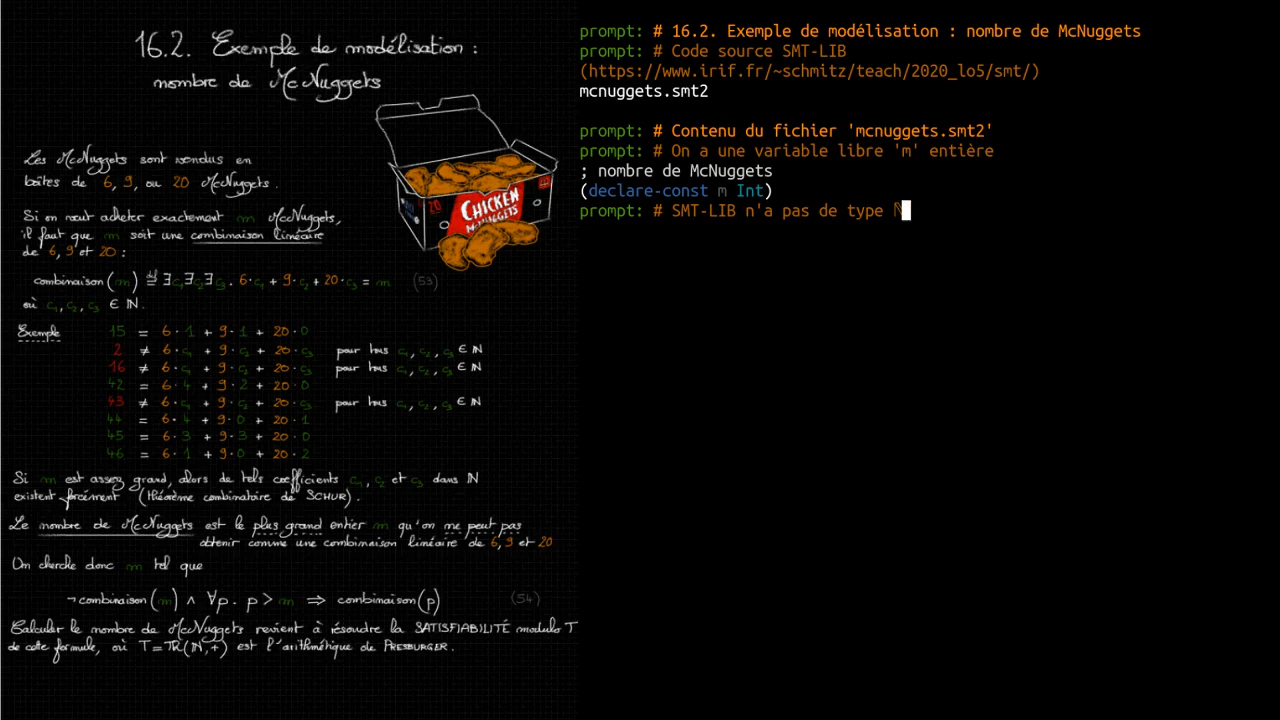 16.2. Exemple de modélisation :
nombre de McNuggets
Les McNuggets sont vendus en
boîtes de 6, 9, ou 20 McNuggets.
Si on veut acheter exactement m McNuggets,
il faut que m soit une combinaison linéaire
de 6, 9 et 20 :
combinaison(m) ≝ ∃c₁∃c₂∃c₃. 6·c₁ + 9·c₂ + 20·c₃ = m (53)
où c₁, c₂, c₃ ∈ ℕ.
Exemple
15 = 6·1 + 9·1 + 20·0
2 ≠ 6·c₁ + 9·c₂ + 20·c₃ pour tous c₁, c₂, c₃ ∈ ℕ
16 ≠ 6·c₁ + 9·c₂ + 20·c₃ pour tous c₁, c₂, c₃ ∈ ℕ
42 = 6·4 + 9·2 + 20·0
43 ≠ 6·c₁ + 9·c₂ + 20·c₃ pour tous c₁, c₂, c₃ ∈ ℕ
44 = 6·4 + 9·0 + 20·1
45 = 6·3 + 9·3 + 20·0
46 = 6·1 + 9·0 + 20·2
Si m est assez grand, alors de tels coefficients c₁, c₂ et c₃ dans ℕ
existent forcément (théorème combinatoire de SCHUR).
Le nombre de McNuggets est le plus grand entier m qu'on ne peut pas
obtenir comme une combinaison linéaire de 6, 9 et 20
On cherche donc m tel que
¬combinaison(m) ∧ ∀p. p > m ⇒ combinaison(p) (54)
Calculer le nombre de McNuggets revient à résoudre la SATISFIABILITÉ modulo T
de cette formule, où T = Th(ℕ,+) est l'arithmétique de PRESBURGER.
20
CHICKEN
McNUGGETS
prompt: # 16.2. Exemple de modélisation : nombre de McNuggets
prompt: # Code source SMT-LIB
(https://www.irif.fr/~schmitz/teach/2020_lo5/smt/)
mcnuggets.smt2
prompt: # Contenu du fichier 'mcnuggets.smt2'
prompt: # On a une variable libre 'm' entière
; nombre de McNuggets
(declare-const m Int)
prompt: # SMT-LIB n'a pas de type ℕ